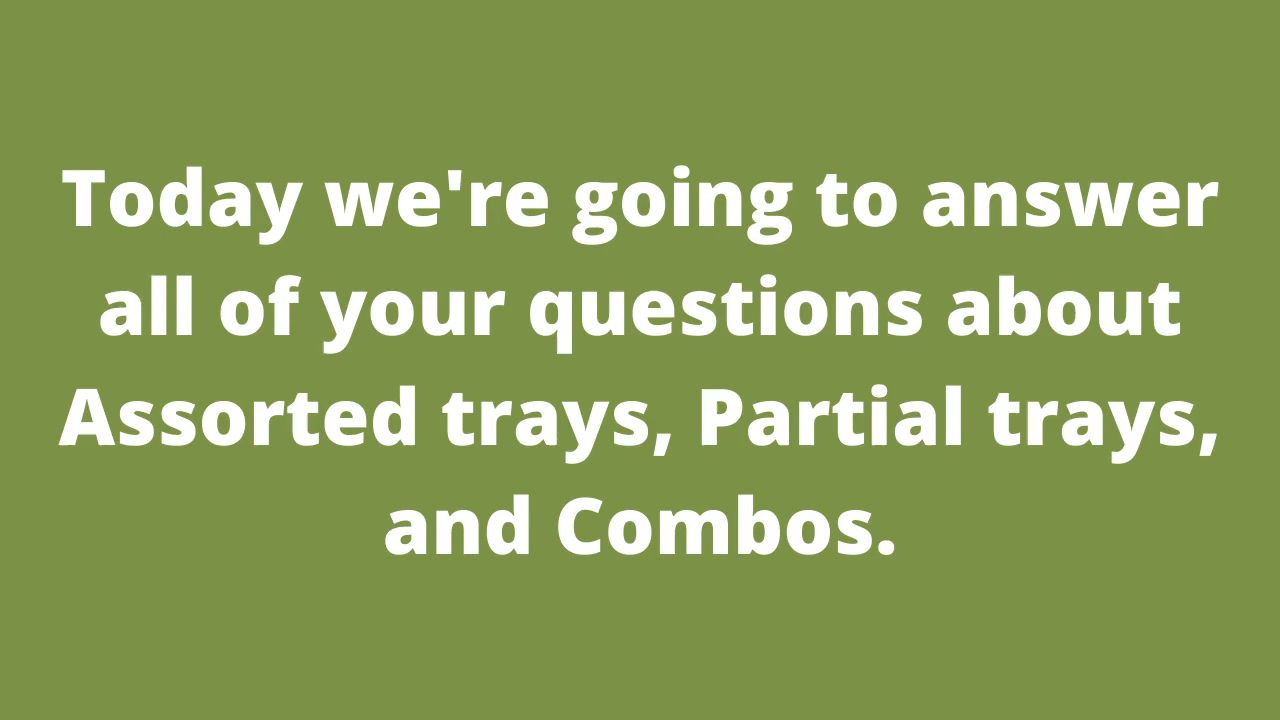 Today we're going to answer
all of your questions about
Assorted trays, Partial trays,
and Combos.